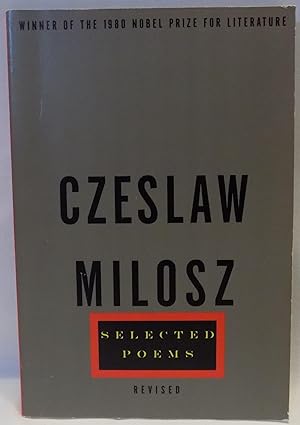 WINNER OF THE 1980 NOBEL PRIZE FOR LITERATURE
CZESLAW
MILOSZ
SELECTED
POEMS
REVISED